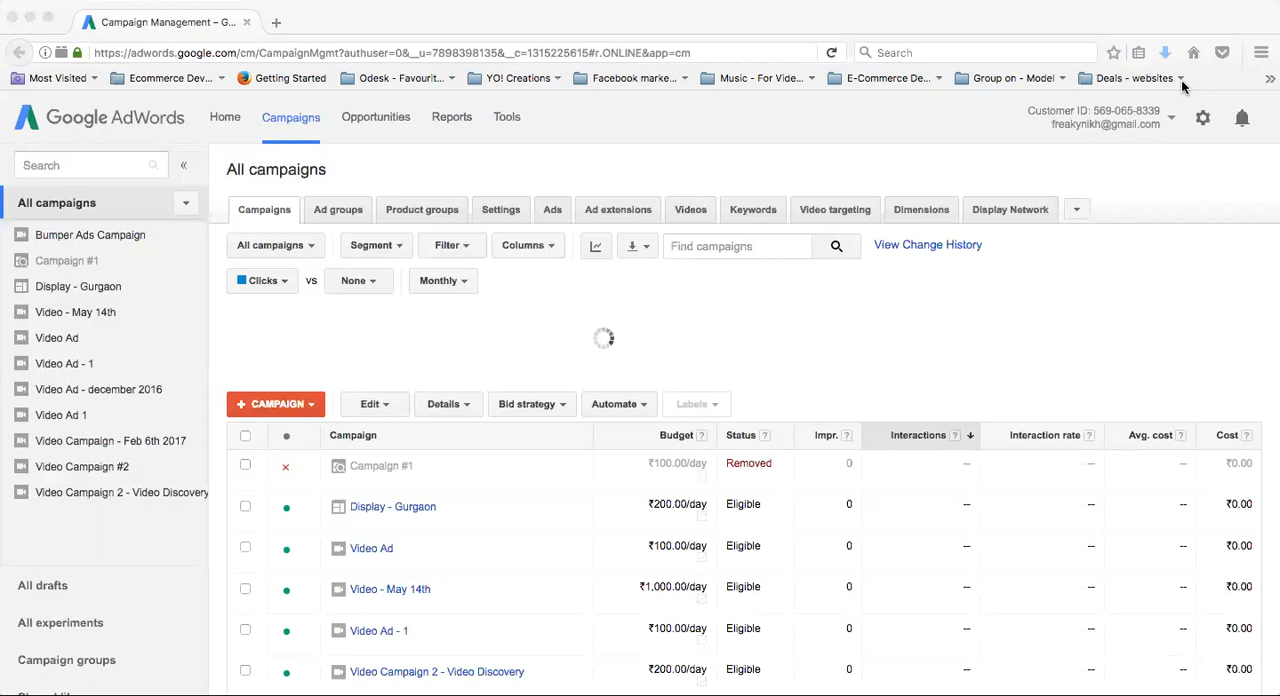 Campaign Management – G...
https://adwords.google.com/cm/CampaignMgmt?authuser=0&__u=7898398135&__c=1315225615#r.ONLINE&app=cm
Search
Most Visited
Ecommerce Dev...
Getting Started
Odesk - Favourit...
YO! Creations
Facebook marke...
Music - For Vide...
E-Commerce De...
Group on - Model
Deals - websites
Google AdWords
Home
Campaigns
Opportunities
Reports
Tools
Customer ID: 569-065-8339
freakynikh@gmail.com
Search
All campaigns
Bumper Ads Campaign
Campaign #1
Display - Gurgaon
Video - May 14th
Video Ad
Video Ad - 1
Video Ad - december 2016
Video Ad 1
Video Campaign - Feb 6th 2017
Video Campaign #2
Video Campaign 2 - Video Discovery
All drafts
All experiments
Campaign groups
All campaigns
Campaigns
Ad groups
Product groups
Settings
Ads
Ad extensions
Videos
Keywords
Video targeting
Dimensions
Display Network
All campaigns
Segment
Filter
Columns
Find campaigns
View Change History
Clicks
vs
None
Monthly
+ CAMPAIGN
Edit
Details
Bid strategy
Automate
Labels
Campaign Budget ? Status ? Impr. ? Interactions ? Interaction rate ? Avg. cost ? Cost ?
Campaign #1 ₹100.00/day Removed 0 -- -- -- ₹0.00
Display - Gurgaon ₹200.00/day Eligible 0 -- -- -- ₹0.00
Video Ad ₹100.00/day Eligible 0 -- -- -- ₹0.00
Video - May 14th ₹1,000.00/day Eligible 0 -- -- -- ₹0.00
Video Ad - 1 ₹100.00/day Eligible 0 -- -- -- ₹0.00
Video Campaign 2 - Video Discovery ₹200.00/day Eligible 0 -- -- -- ₹0.00